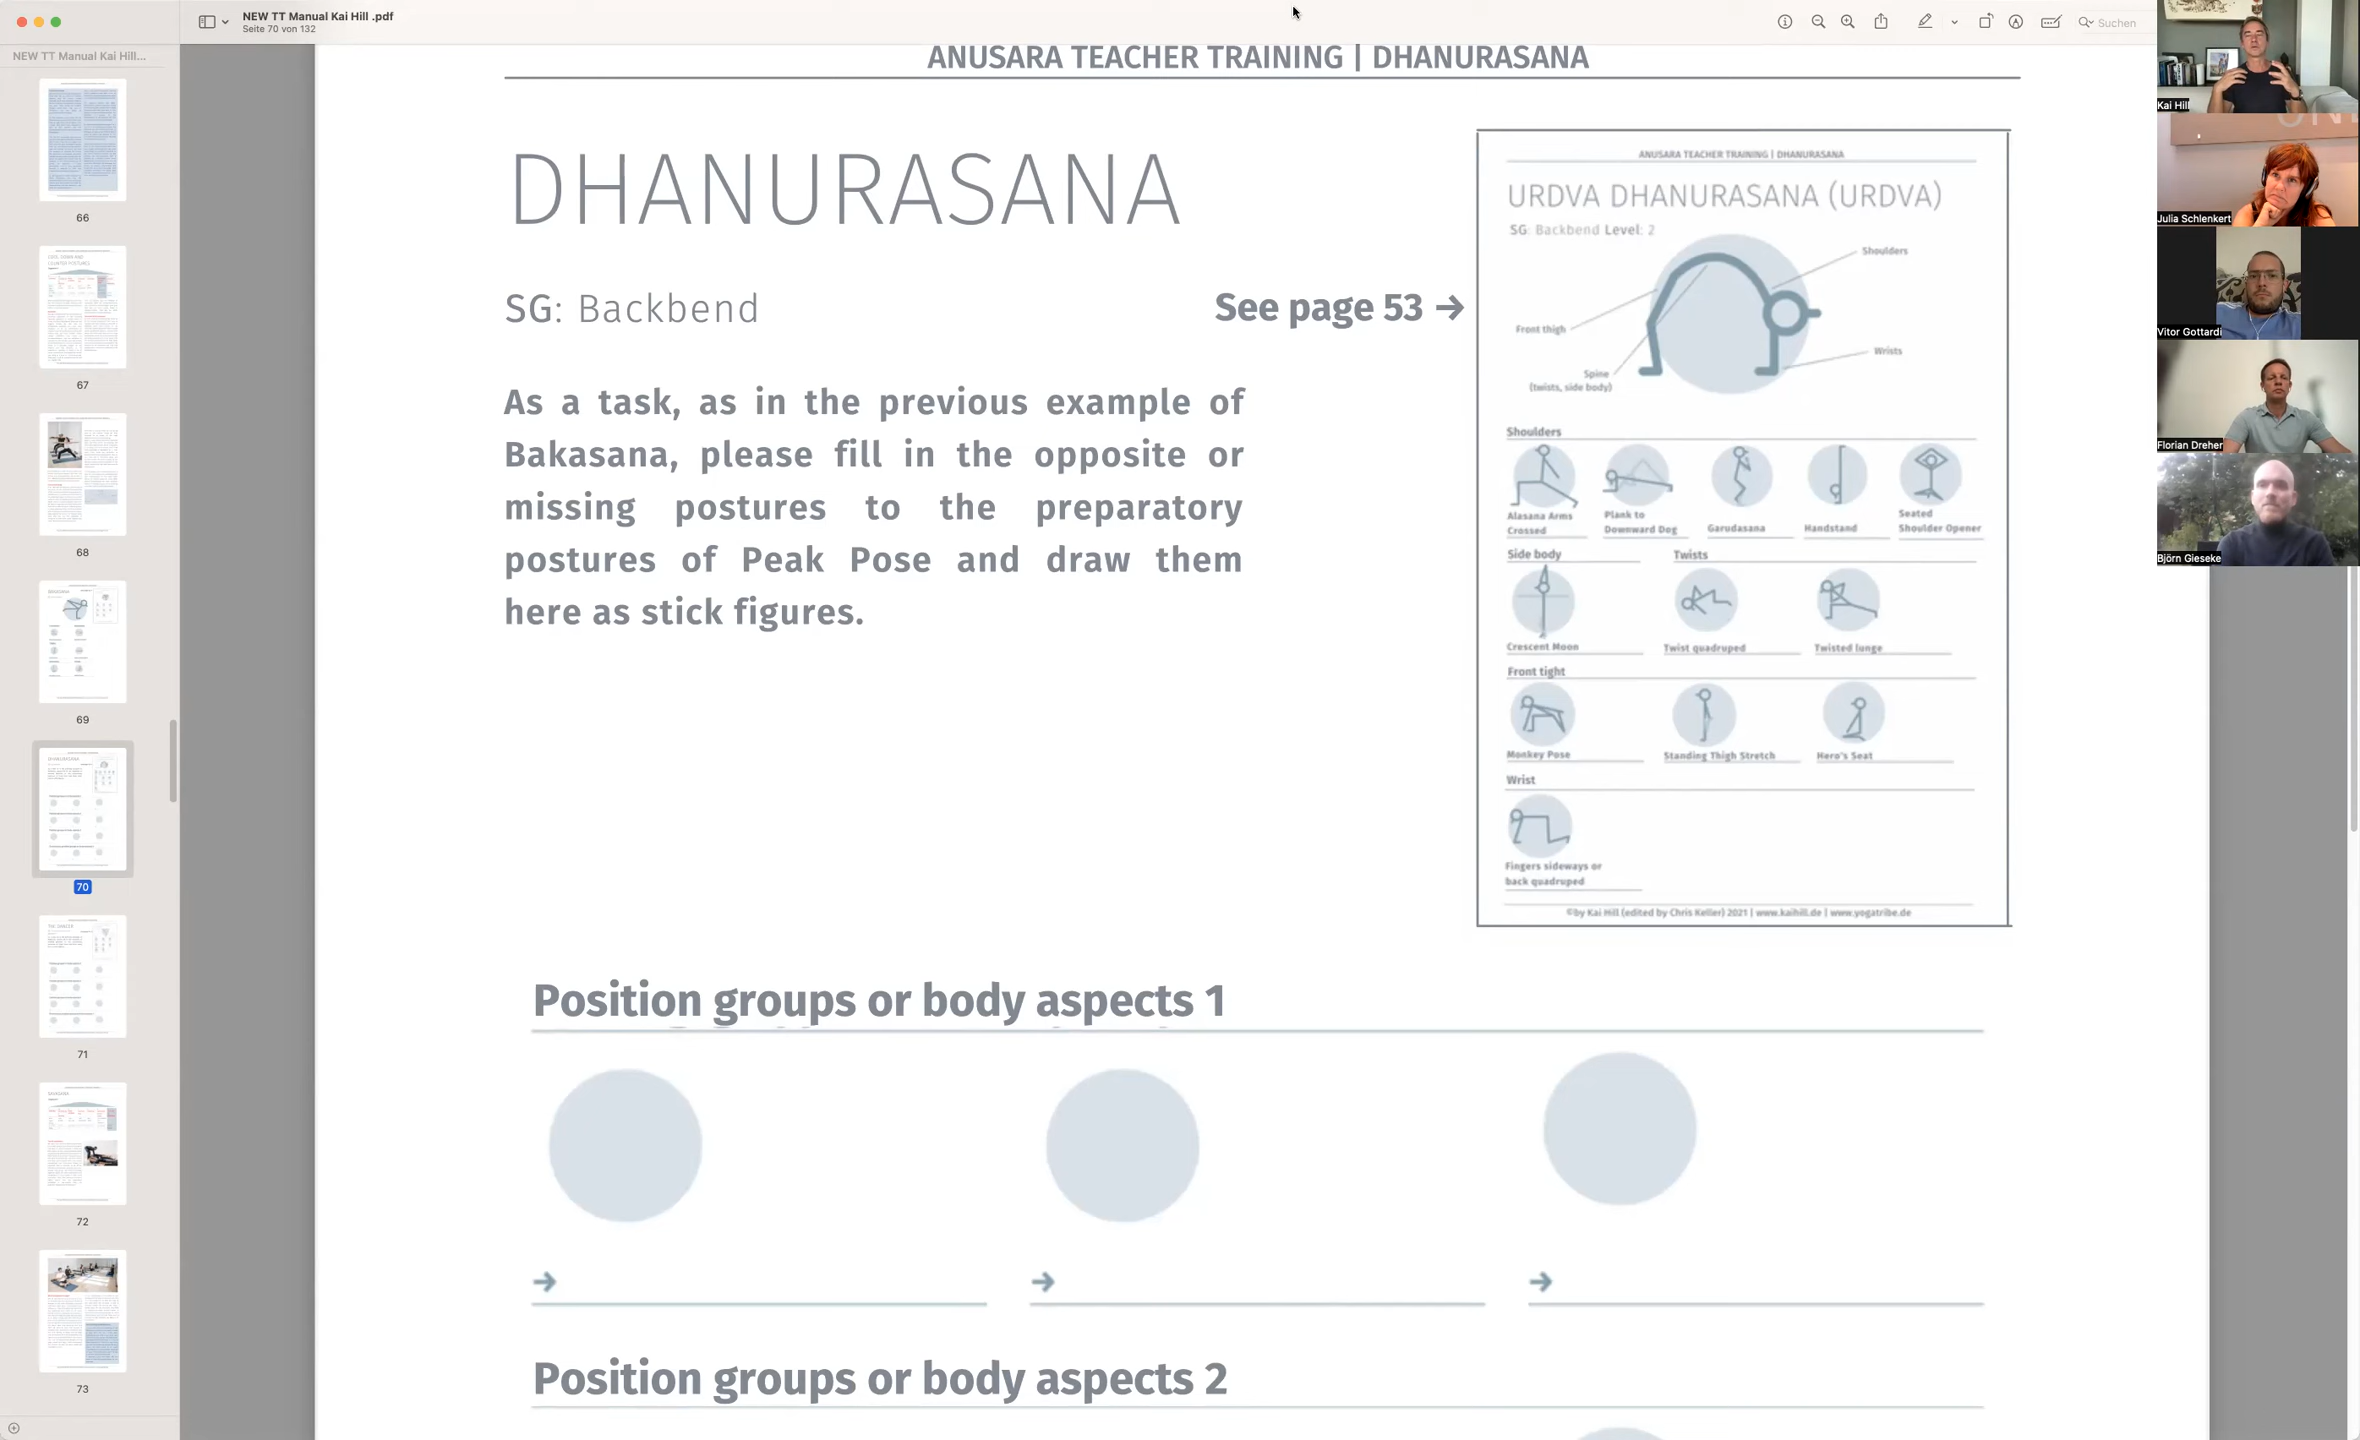 NEW TT Manual Kai Hill .pdf
Seite 70 von 132
Suchen
NEW TT Manual Kai Hill...
66
67
68
69
70
71
72
73
ANUSARA TEACHER TRAINING | DHANURASANA
DHANURASANA
SG: Backbend
See page 53 →
As a task, as in the previous example of
Bakasana, please fill in the opposite or
missing postures to the preparatory
postures of Peak Pose and draw them
here as stick figures.
ANUSARA TEACHER TRAINING | DHANURASANA
URDVA DHANURASANA (URDVA)
SG: Backbend Level: 2
Shoulders
Front thigh
Wrists
Spine
(twists, side body)
Shoulders
Alasana Arms
Crossed
Plank to
Downward Dog
Garudasana
Handstand
Seated
Shoulder Opener
Side body
Twists
Crescent Moon
Twist quadruped
Twisted lunge
Front tight
Monkey Pose
Standing Thigh Stretch
Hero's Seat
Wrist
Fingers sideways or
back quadruped
©by Kai Hill (edited by Chris Keller) 2021 | www.kaihill.de | www.yogatribe.de
Position groups or body aspects 1
→
→
→
Position groups or body aspects 2
Kai Hill
Julia Schlenkert
Vitor Gottardi
Florian Dreher
Björn Gieseke